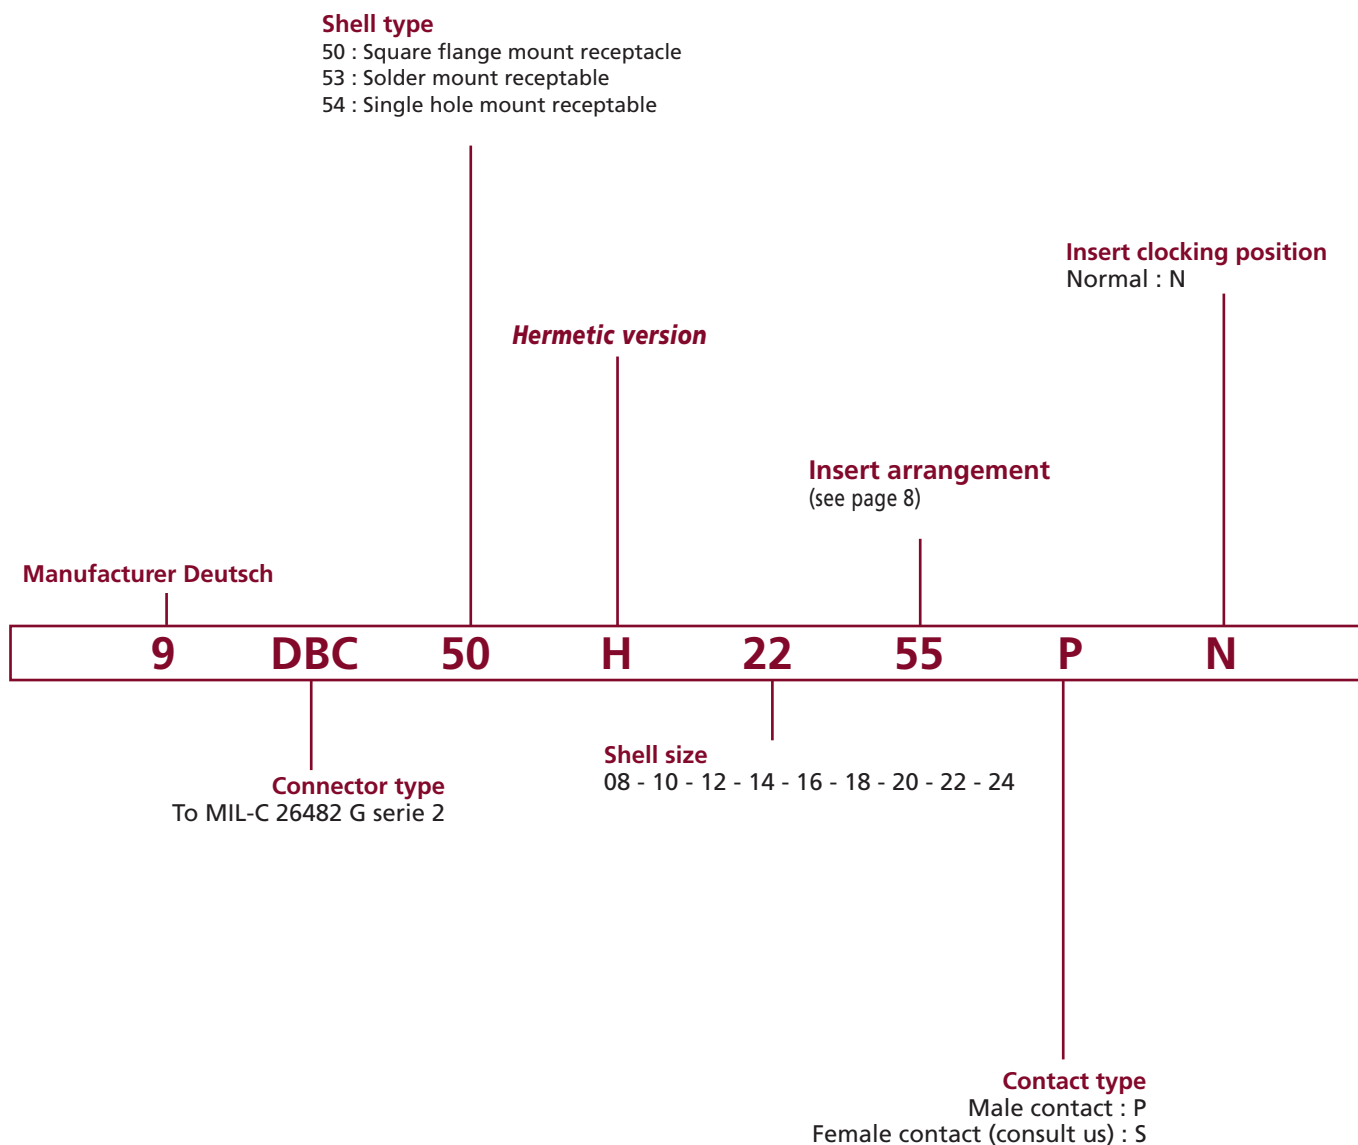 Shell type
50 : Square flange mount receptacle
53 : Solder mount receptable
54 : Single hole mount receptable
Insert clocking position
Normal : N
Hermetic version
Insert arrangement
(see page 8)
Manufacturer Deutsch
9 DBC 50 H 22 55 P N
Shell size
08 - 10 - 12 - 14 - 16 - 18 - 20 - 22 - 24
Connector type
To MIL-C 26482 G serie 2
Contact type
Male contact : P
Female contact (consult us) : S